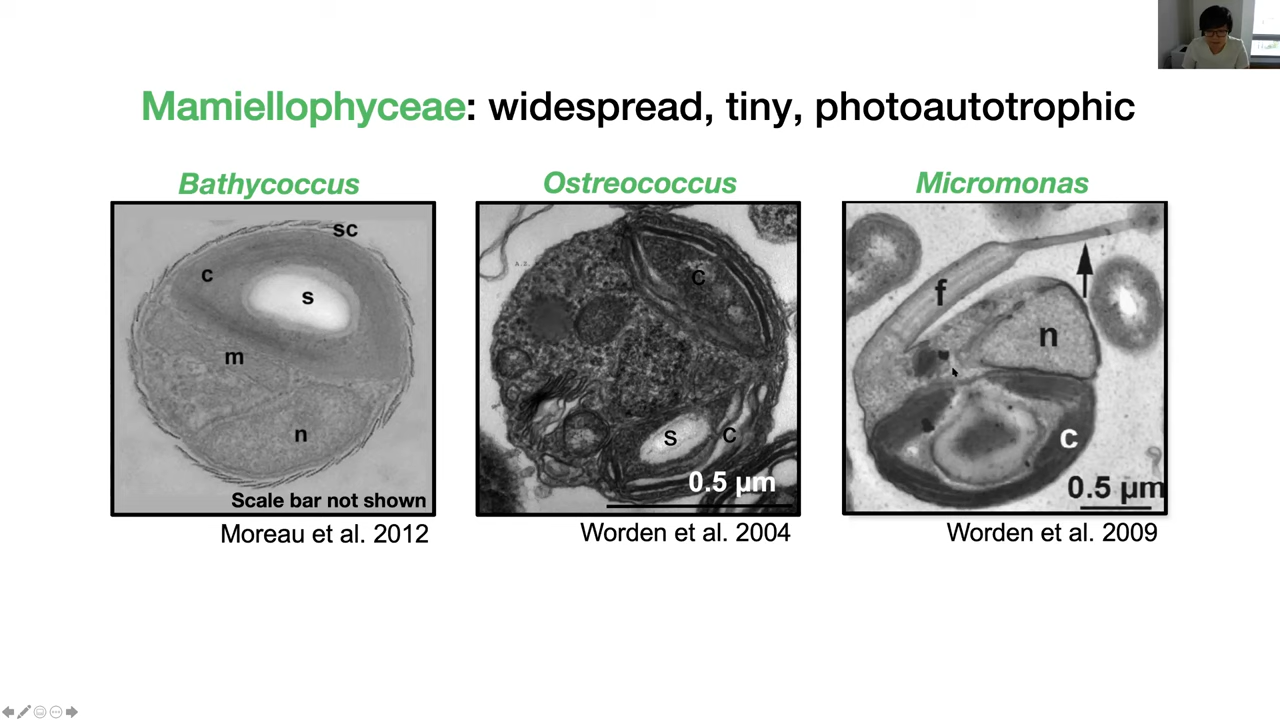 Mamiellophyceae: widespread, tiny, photoautotrophic
Bathycoccus
sc
c
s
m
n
Scale bar not shown
Moreau et al. 2012
Ostreococcus
C
S
C
0.5 µm
Worden et al. 2004
Micromonas
f
n
c
0.5 µm
Worden et al. 2009